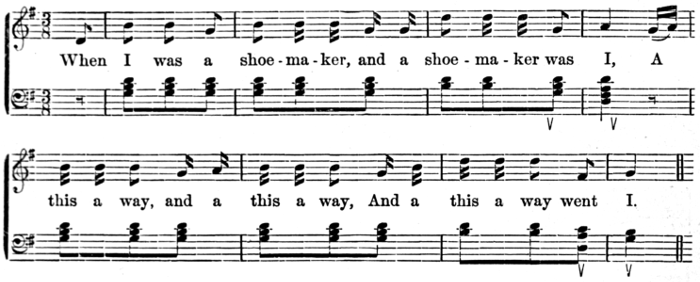 When I was a shoe-ma-ker, and a shoe-ma-ker was I, A
this a way, and a this a way, And a this a way went I.